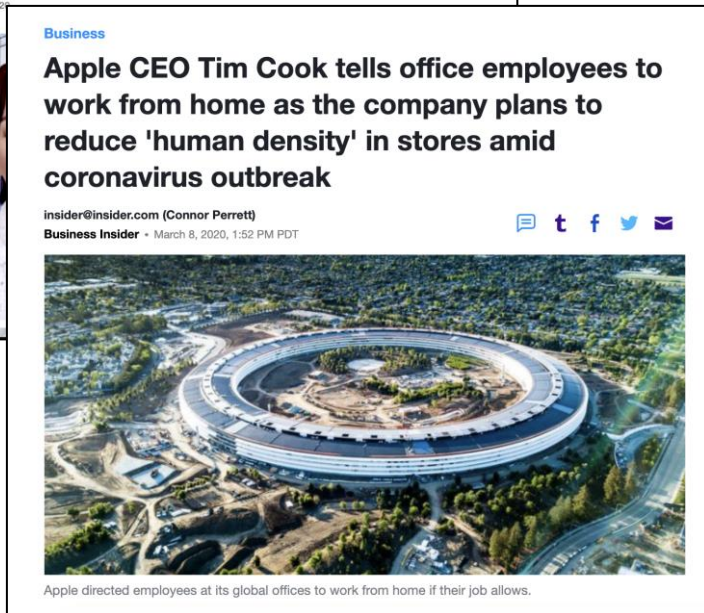 Business
Apple CEO Tim Cook tells office employees to
work from home as the company plans to
reduce 'human density' in stores amid
coronavirus outbreak
insider@insider.com (Connor Perrett)
Business Insider • March 8, 2020, 1:52 PM PDT
Apple directed employees at its global offices to work from home if their job allows.